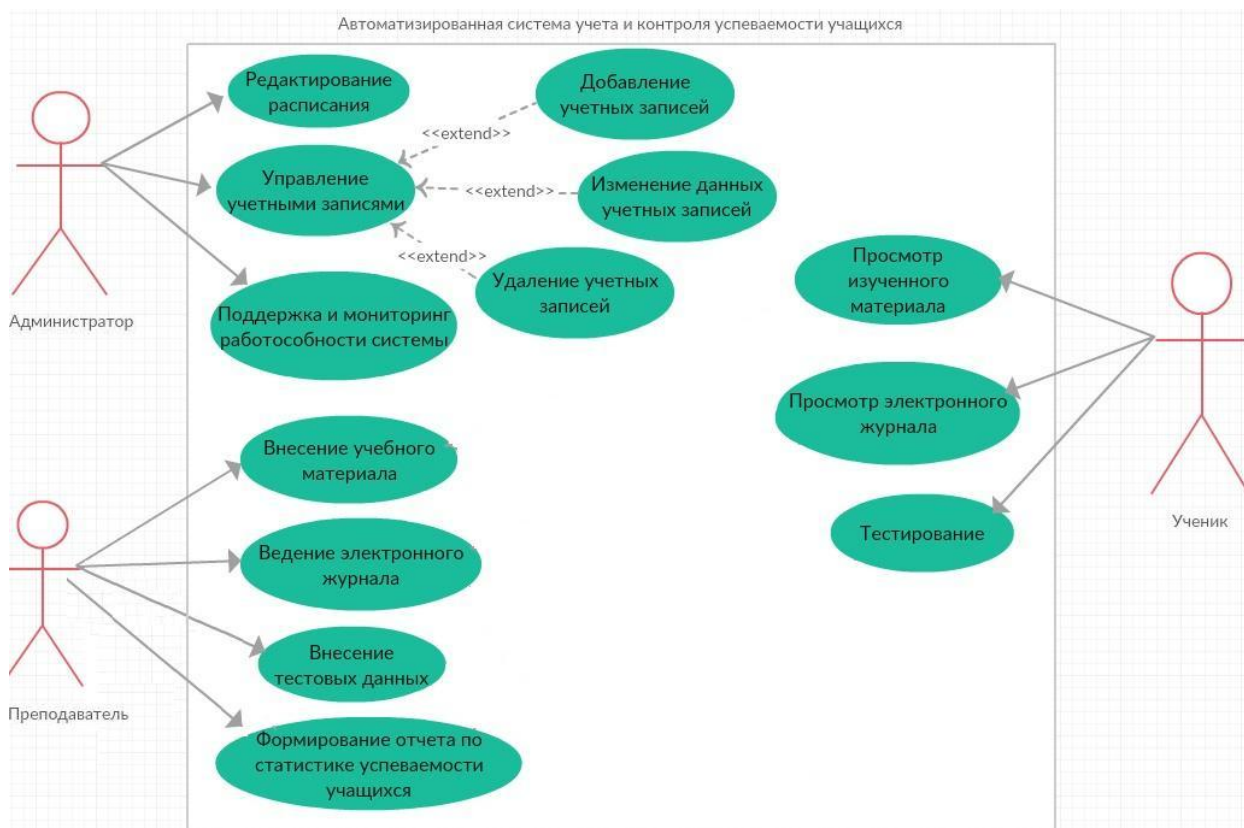 Автоматизированная система учета и контроля успеваемости учащихся
Редактирование
расписания
Добавление
учетных записей
<<extend>>
Управление
учетными записями
<<extend>>
Изменение данных
учетных записей
<<extend>>
Удаление учетных
записей
Поддержка и мониторинг
работособности системы
Администратор
Просмотр
изученного
материала
Просмотр электронного
журнала
Тестирование
Ученик
Внесение учебного
материала
Ведение электронного
журнала
Внесение
тестовых данных
Формирование отчета по
статистике успеваемости
учащихся
Преподаватель